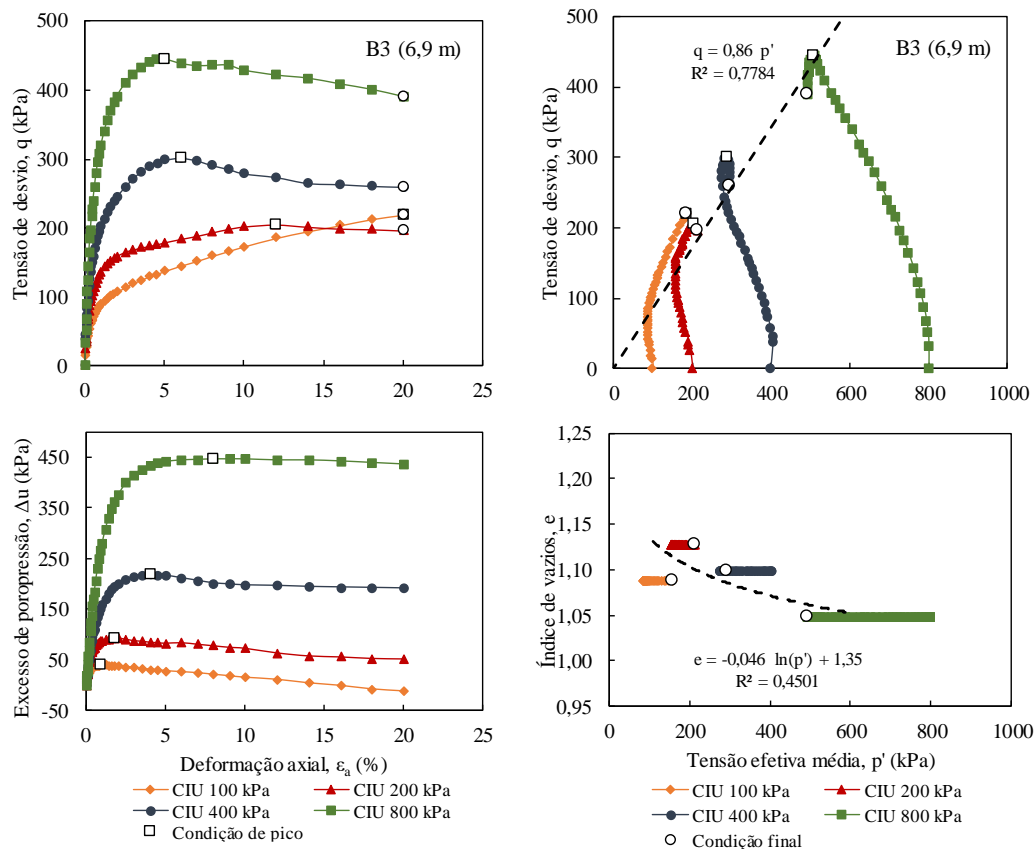 B3 (6,9 m)
Tensão de desvio, q (kPa)
500
400
300
200
100
0
0 5 10 15 20 25
B3 (6,9 m)
q = 0,86 p'
R² = 0,7784
Tensão de desvio, q (kPa)
500
400
300
200
100
0
0 200 400 600 800 1000
Excesso de poropressão, Δu (kPa)
450
350
250
150
50
-50
0 5 10 15 20 25
Deformação axial, εa (%)
CIU 100 kPa
CIU 200 kPa
CIU 400 kPa
CIU 800 kPa
Condição de pico
Índice de vazios, e
1,25
1,20
1,15
1,10
1,05
1,00
0,95
e = -0,046 ln(p') + 1,35
R² = 0,4501
0 200 400 600 800 1000
Tensão efetiva média, p' (kPa)
CIU 100 kPa
CIU 200 kPa
CIU 400 kPa
CIU 800 kPa
Condição final